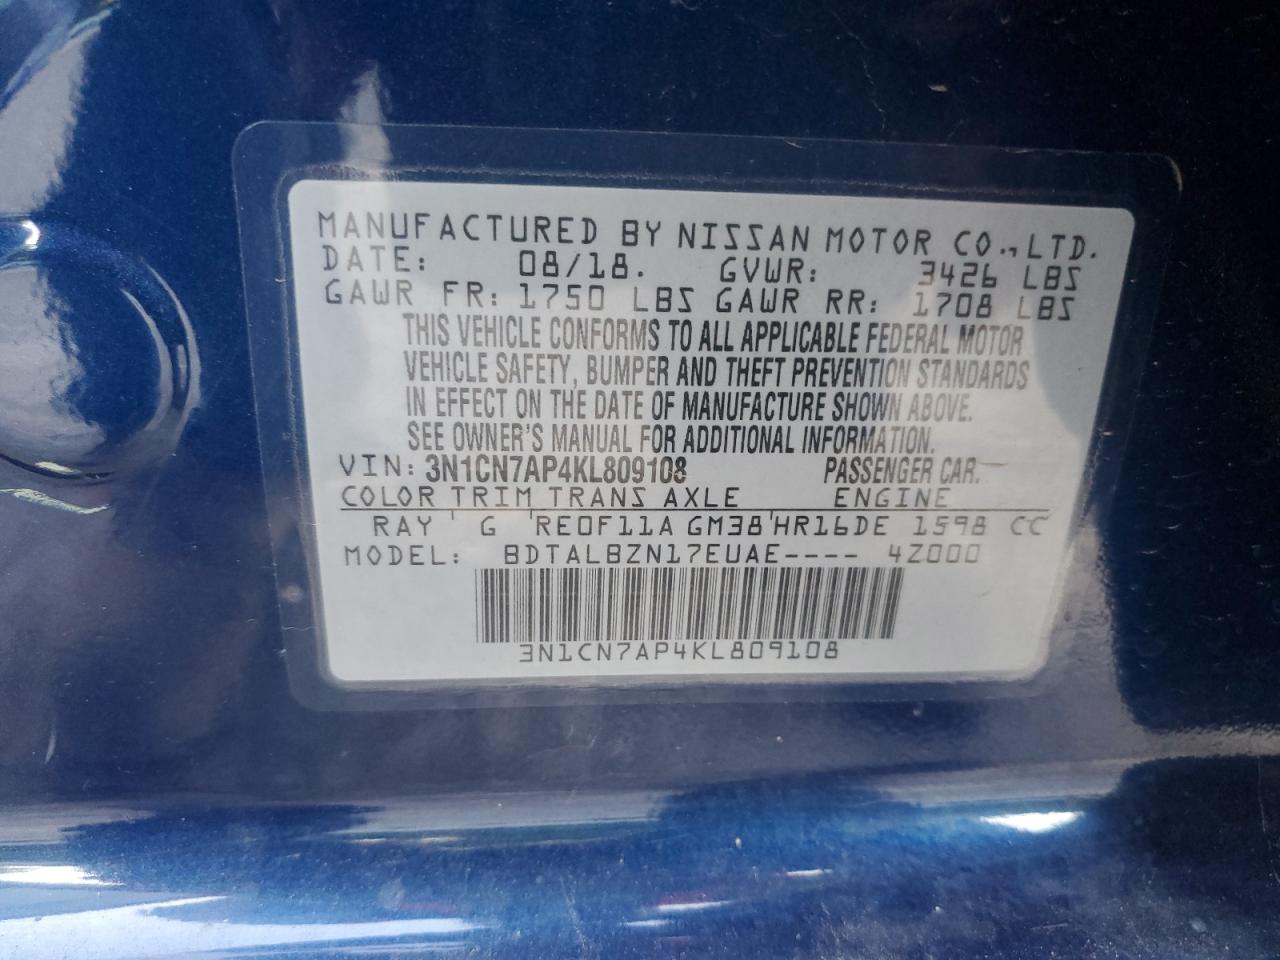 MANUFACTURED BY NISSAN MOTOR CO., LTD.
DATE: 08/18. GVWR: 3426 LBS
GAWR FR: 1750 LBS GAWR RR: 1708 LBS
THIS VEHICLE CONFORMS TO ALL APPLICABLE FEDERAL MOTOR
VEHICLE SAFETY, BUMPER AND THEFT PREVENTION STANDARDS
IN EFFECT ON THE DATE OF MANUFACTURE SHOWN ABOVE.
SEE OWNER'S MANUAL FOR ADDITIONAL INFORMATION.
VIN: 3N1CN7AP4KL809108 PASSENGER CAR.
COLOR TRIM TRANS AXLE ENGINE
RAY G RE0F11A GM38 HR16DE 1598 CC
MODEL: BDTALBZN17EUAE---- 4Z000
3N1CN7AP4KL809108